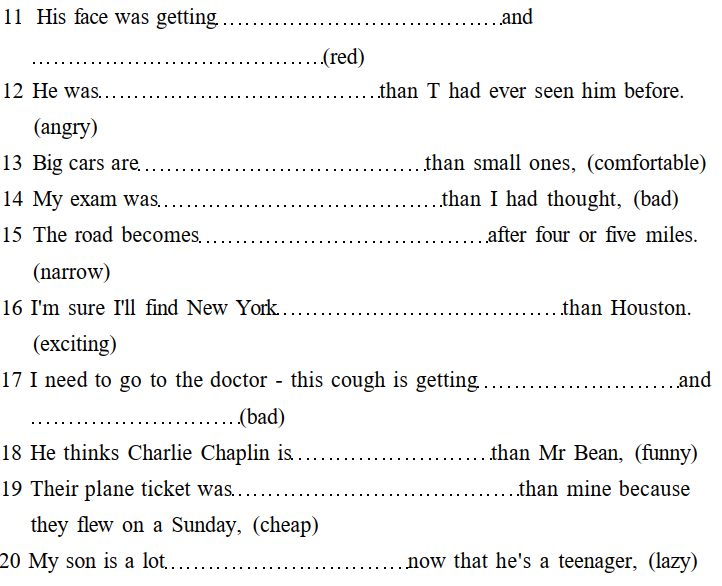 11 His face was getting................................................and
................................................(red)
12 He was................................................than T had ever seen him before.
(angry)
13 Big cars are................................................than small ones, (comfortable)
14 My exam was................................................than I had thought, (bad)
15 The road becomes................................................after four or five miles.
(narrow)
16 I'm sure I'll find New York................................................than Houston.
(exciting)
17 I need to go to the doctor - this cough is getting..................................and
...................................(bad)
18 He thinks Charlie Chaplin is.................................than Mr Bean, (funny)
19 Their plane ticket was................................................than mine because
they flew on a Sunday, (cheap)
20 My son is a lot.........................................now that he's a teenager, (lazy)